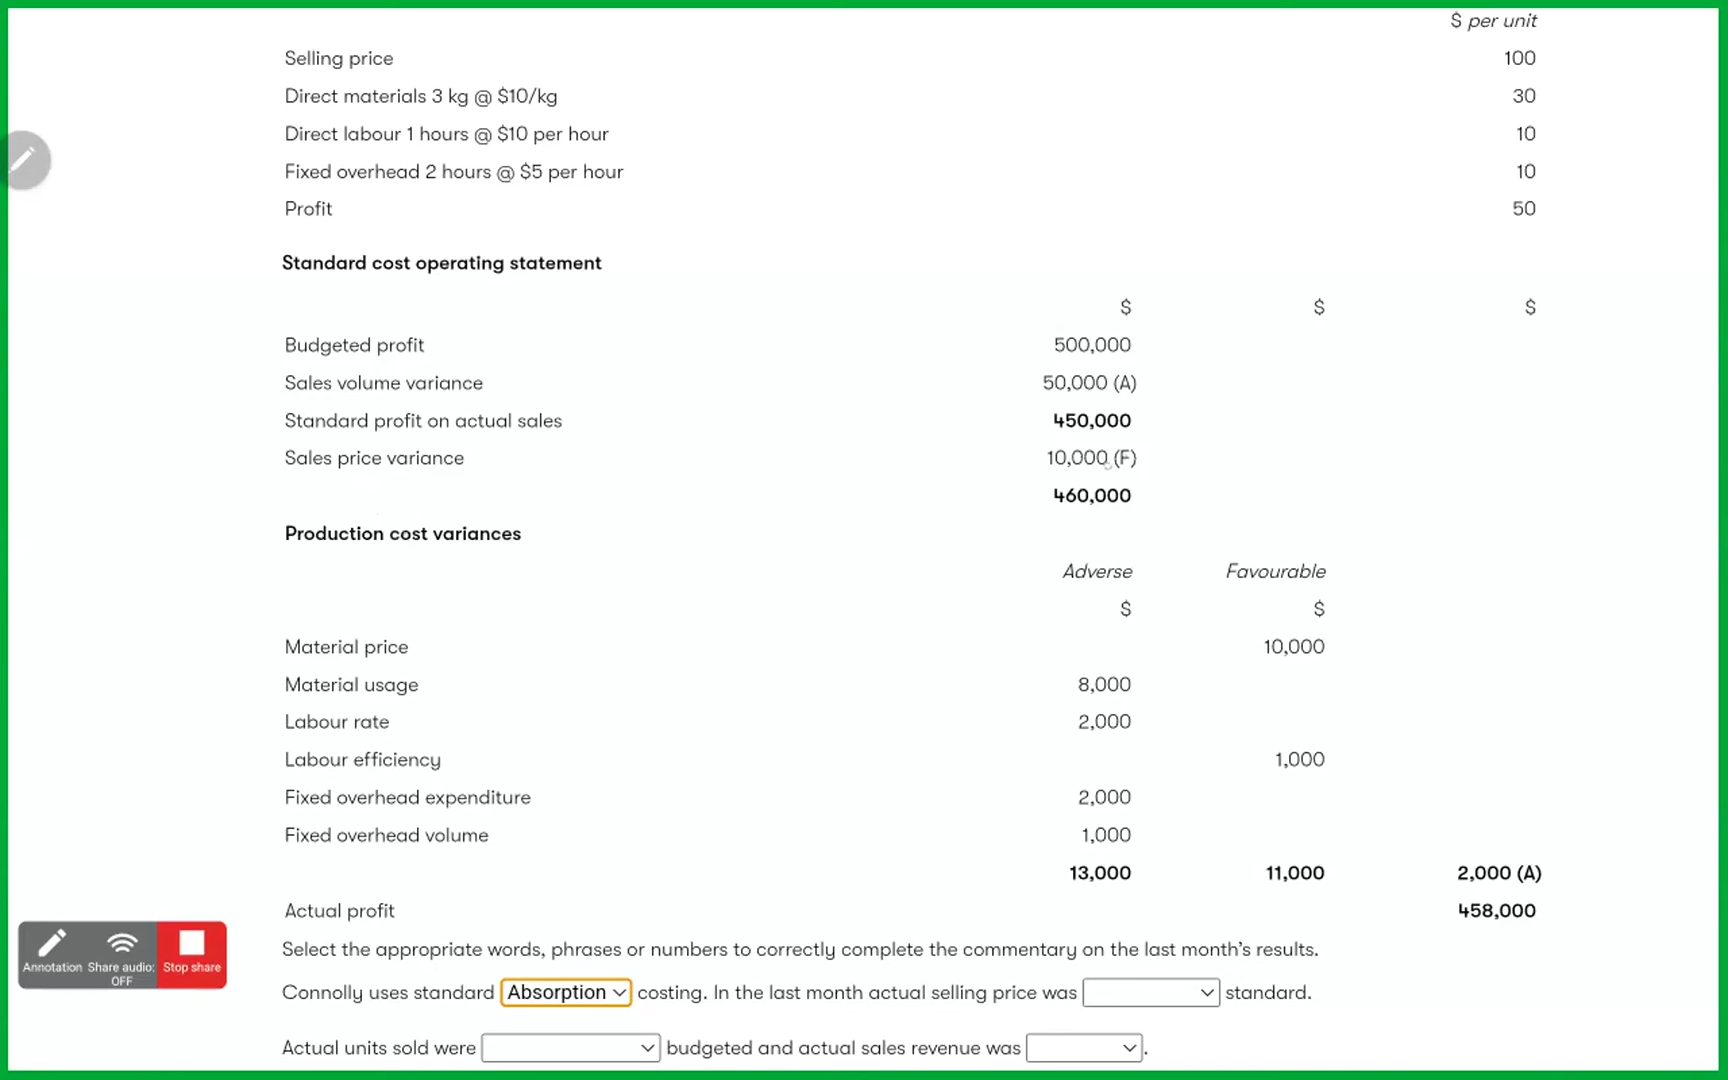 $ per unit
Selling price 100
Direct materials 3 kg @ $10/kg 30
Direct labour 1 hours @ $10 per hour 10
Fixed overhead 2 hours @ $5 per hour 10
Profit 50
Standard cost operating statement
$ $ $
Budgeted profit 500,000
Sales volume variance 50,000 (A)
Standard profit on actual sales 450,000
Sales price variance 10,000 (F)
460,000
Production cost variances
Adverse Favourable
$ $
Material price 10,000
Material usage 8,000
Labour rate 2,000
Labour efficiency 1,000
Fixed overhead expenditure 2,000
Fixed overhead volume 1,000
13,000 11,000 2,000 (A)
Actual profit 458,000
Select the appropriate words, phrases or numbers to correctly complete the commentary on the last month's results.
Annotation Share audio: OFF Stop share
Connolly uses standard Absorption costing. In the last month actual selling price was standard.
Actual units sold were budgeted and actual sales revenue was .